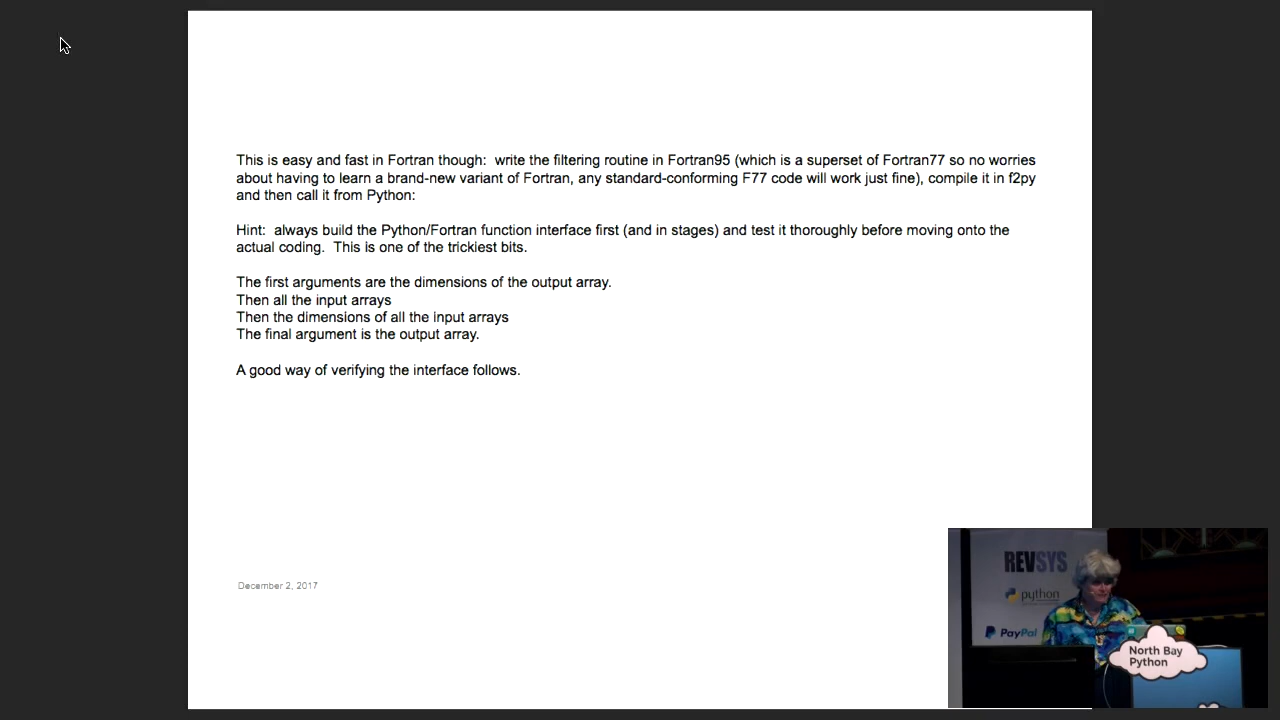 This is easy and fast in Fortran though:  write the filtering routine in Fortran95 (which is a superset of Fortran77 so no worries
about having to learn a brand-new variant of Fortran, any standard-conforming F77 code will work just fine), compile it in f2py
and then call it from Python:
Hint:  always build the Python/Fortran function interface first (and in stages) and test it thoroughly before moving onto the
actual coding.  This is one of the trickiest bits.
The first arguments are the dimensions of the output array.
Then all the input arrays
Then the dimensions of all the input arrays
The final argument is the output array.
A good way of verifying the interface follows.
December 2, 2017
REVSYS
python
PayPal
North Bay
Python